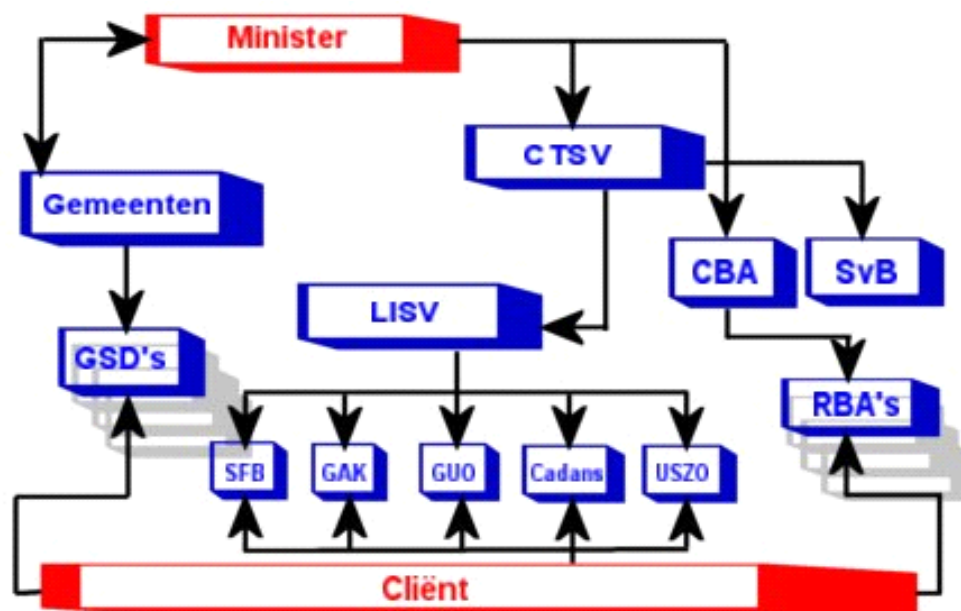 Minister
CTSV
Gemeenten
CBA
SvB
LISV
GSD's
RBA's
SFB
GAK
GUO
Cadans
USZO
Cliënt